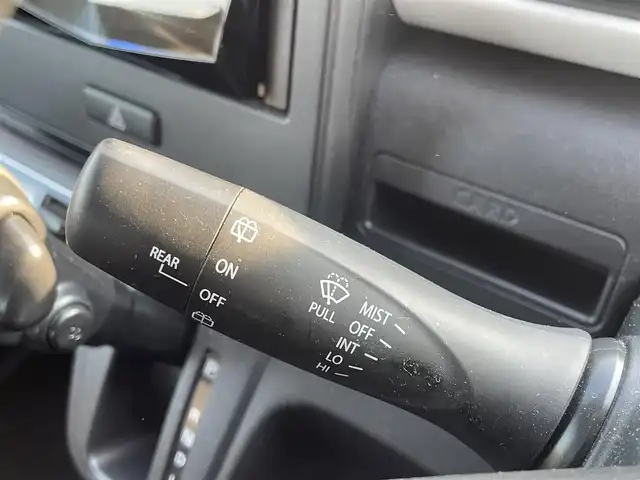 CARD
REAR
ON
OFF
PULL
MIST
OFF
INT
LO
HI